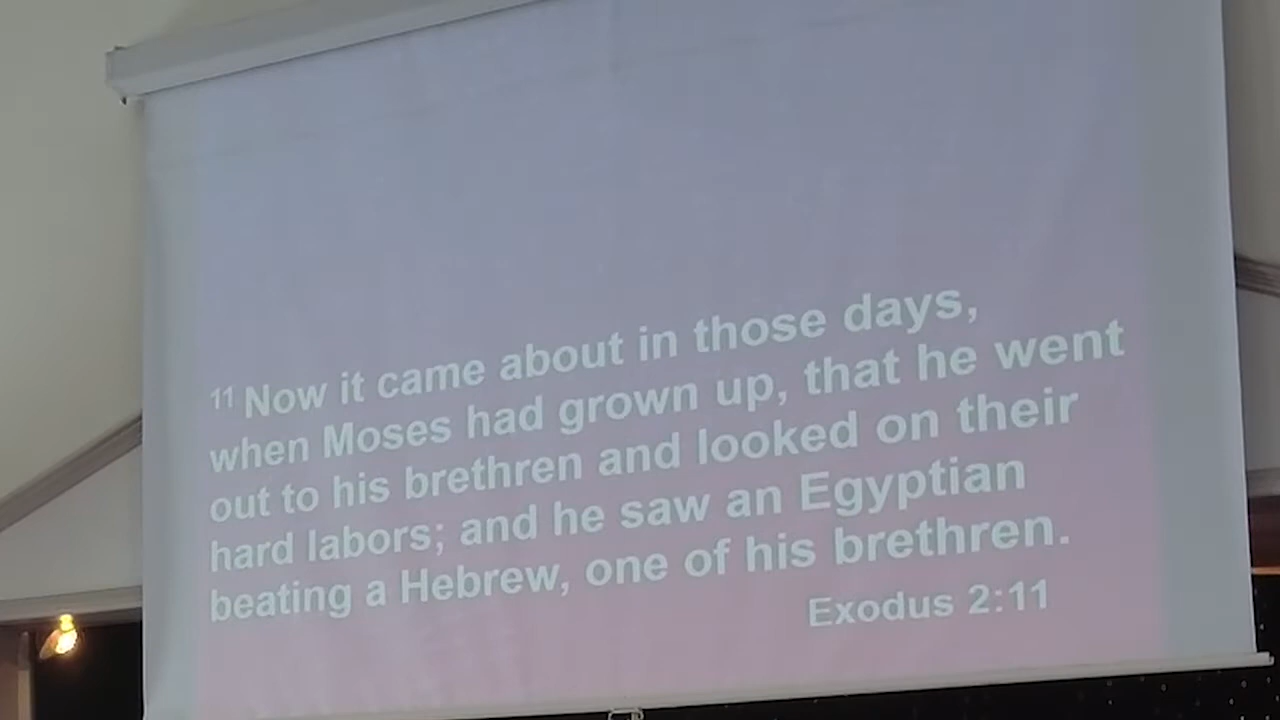 11 Now it came about in those days,
when Moses had grown up, that he went
out to his brethren and looked on their
hard labors; and he saw an Egyptian
beating a Hebrew, one of his brethren.
Exodus 2:11